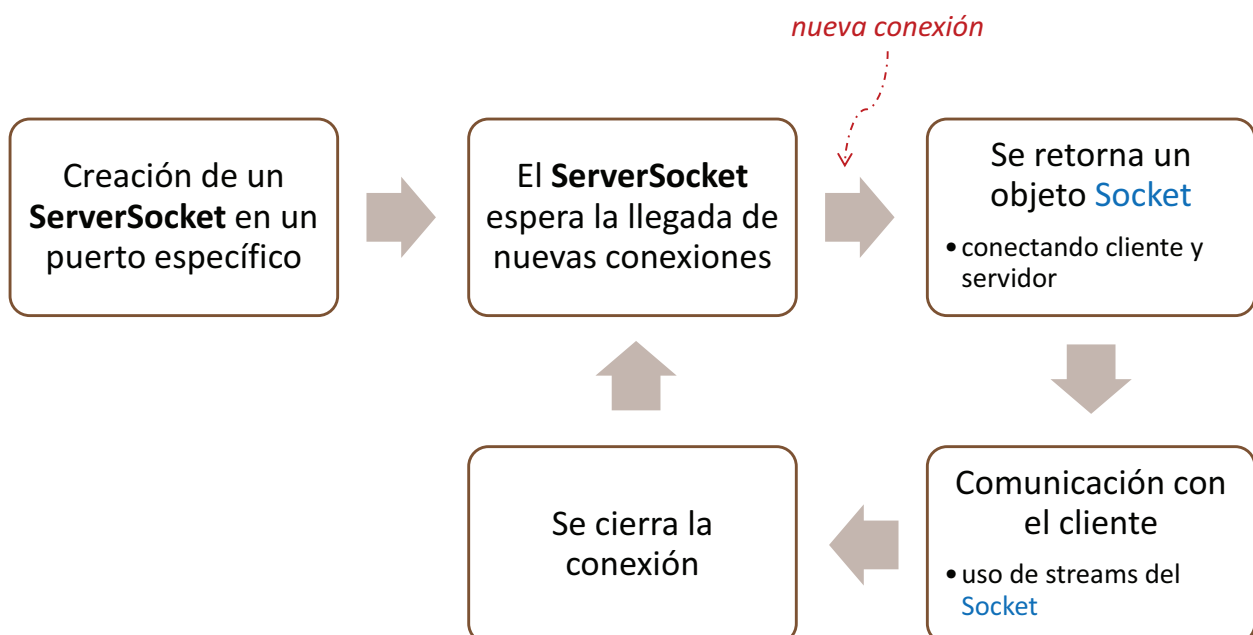 nueva conexión
Creación de un
ServerSocket en un
puerto específico
El ServerSocket
espera la llegada de
nuevas conexiones
Se retorna un
objeto Socket
• conectando cliente y
servidor
Se cierra la
conexión
Comunicación con
el cliente
• uso de streams del
Socket